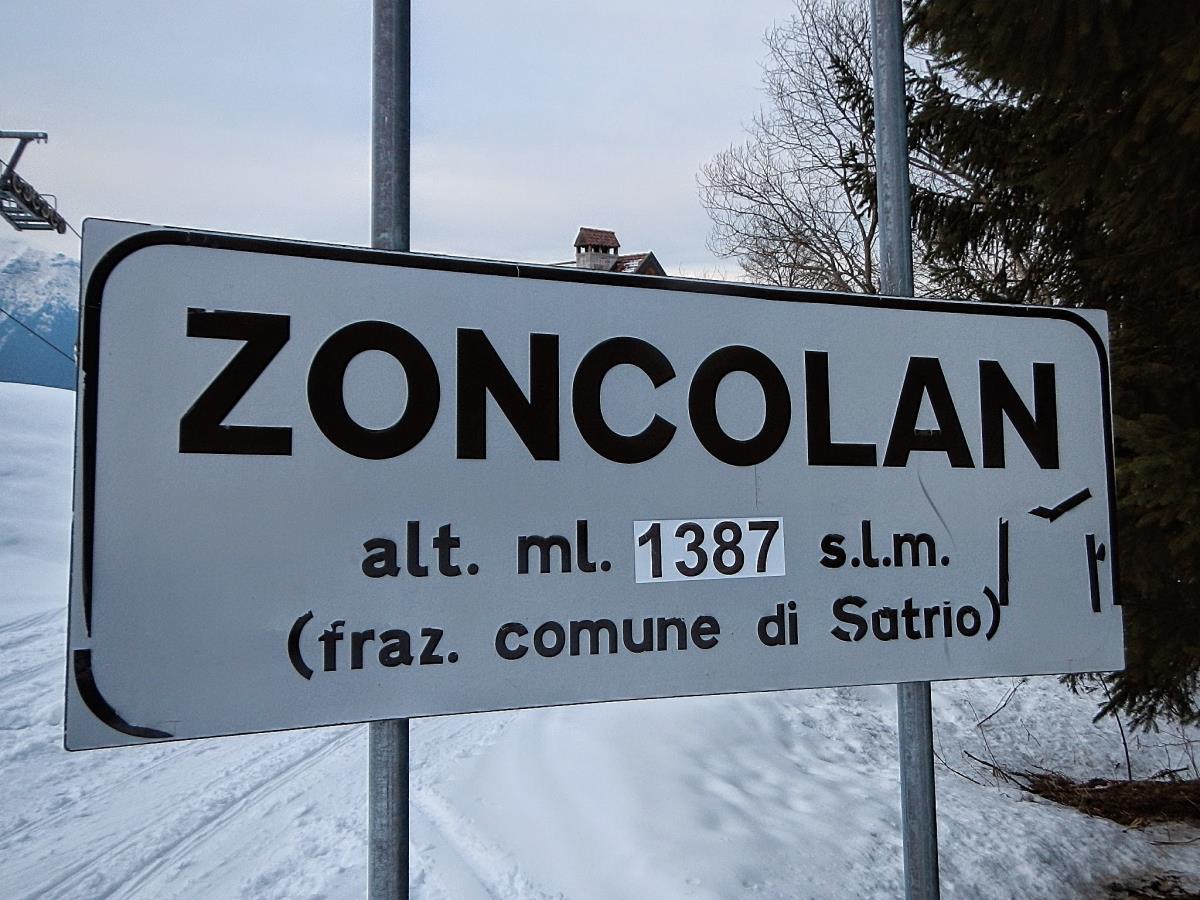 ZONCOLAN
alt. ml. 1387 s.l.m.
(fraz. comune di Sutrio)